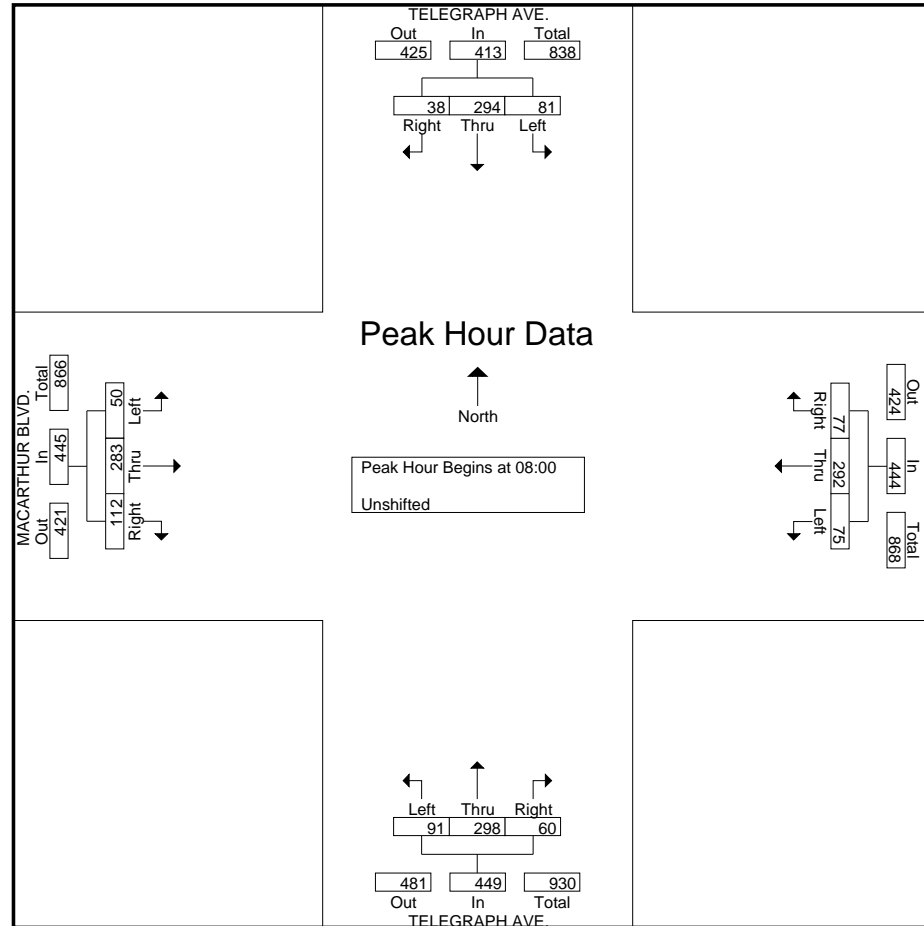 TELEGRAPH AVE.
Out In Total
425 413 838
38 294 81
Right Thru Left
Peak Hour Data
North
Peak Hour Begins at 08:00
Unshifted
MACARTHUR BLVD.
Out In Total
421 445 866
112 283 50
Right Thru Left
Out In Total
424 444 868
77 292 75
Right Thru Left
Left Thru Right
91 298 60
481 449 930
Out In Total
TELEGRAPH AVE.